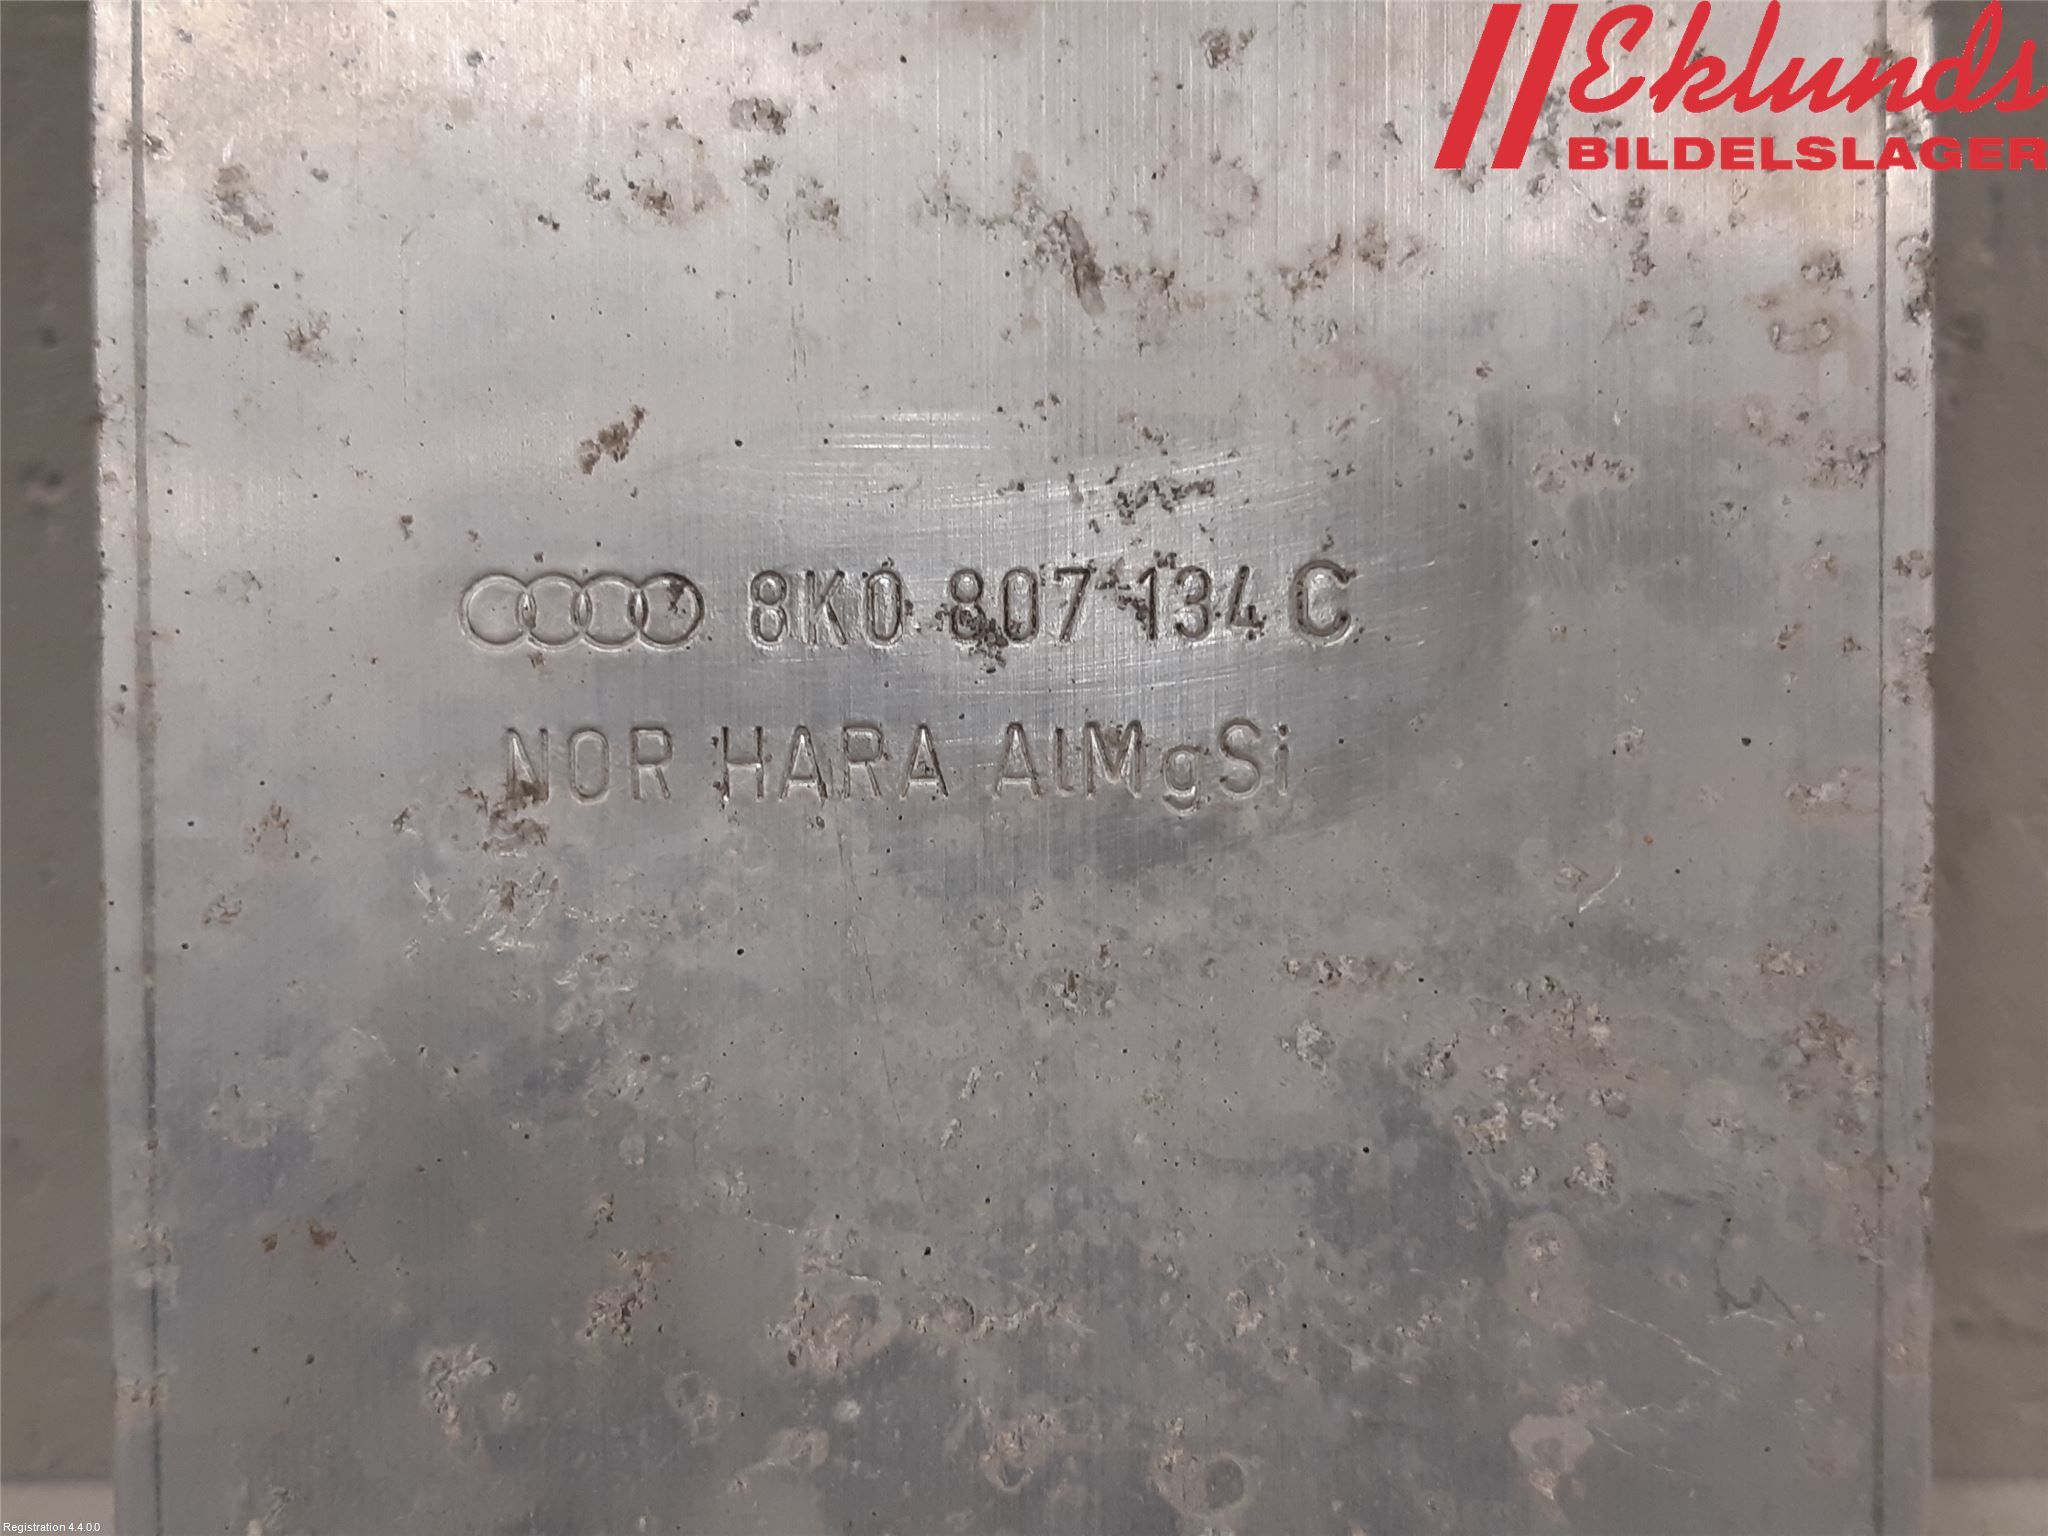 Eklunds
BILDELSLAGER
8K0 807 134 C
NOR HARA AlMgSi
Registration 4.4.0.0